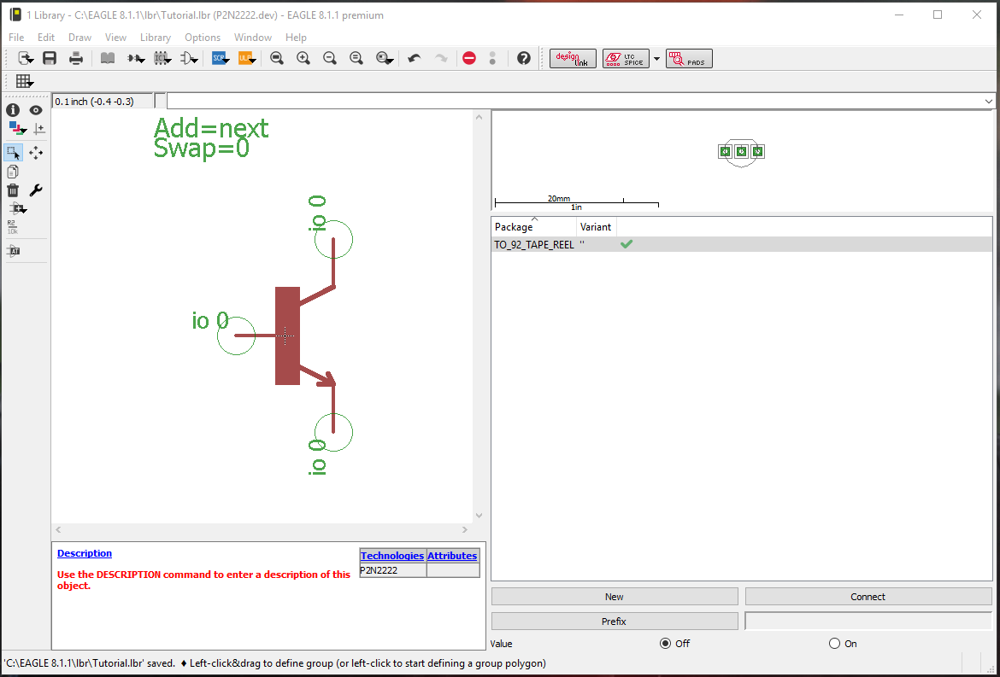 1 Library - C:\EAGLE 8.1.1\lbr\Tutorial.lbr (P2N2222.dev) - EAGLE 8.1.1 premium
File Edit Draw View Library Options Window Help
SCR ULP design link LTC SPICE PADS
0.1 inch (-0.4 -0.3)
Add=next
Swap=0
io 0
io 0
io 0
R2
10k
20mm
1in
Package Variant
TO_92_TAPE_REEL ''
Description
Use the DESCRIPTION command to enter a description of this
object.
Technologies Attributes
P2N2222
New Connect
Prefix
Value Off On
'C:\EAGLE 8.1.1\lbr\Tutorial.lbr' saved. ♦ Left-click&drag to define group (or left-click to start defining a group polygon)